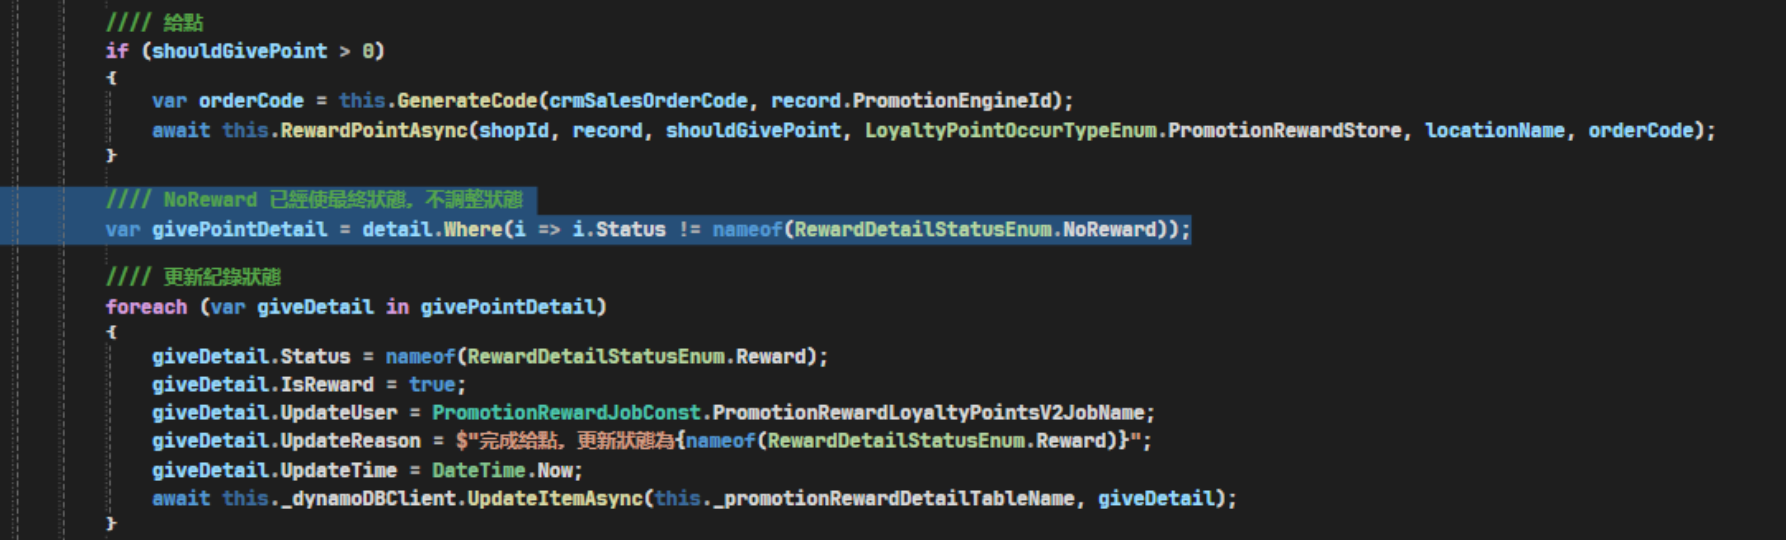 //// 給點
if (shouldGivePoint > 0)
{
var orderCode = this.GenerateCode(crmSalesOrderCode, record.PromotionEngineId);
await this.RewardPointAsync(shopId, record, shouldGivePoint, LoyaltyPointOccurTypeEnum.PromotionRewardStore, locationName, orderCode);
}
//// NoReward 已經使最終狀態，不調整狀態
var givePointDetail = detail.Where(i => i.Status != nameof(RewardDetailStatusEnum.NoReward));
//// 更新紀錄狀態
foreach (var giveDetail in givePointDetail)
{
giveDetail.Status = nameof(RewardDetailStatusEnum.Reward);
giveDetail.IsReward = true;
giveDetail.UpdateUser = PromotionRewardJobConst.PromotionRewardLoyaltyPointsV2JobName;
giveDetail.UpdateReason = $"完成給點，更新狀態為{nameof(RewardDetailStatusEnum.Reward)}";
giveDetail.UpdateTime = DateTime.Now;
await this._dynamoDBClient.UpdateItemAsync(this._promotionRewardDetailTableName, giveDetail);
}